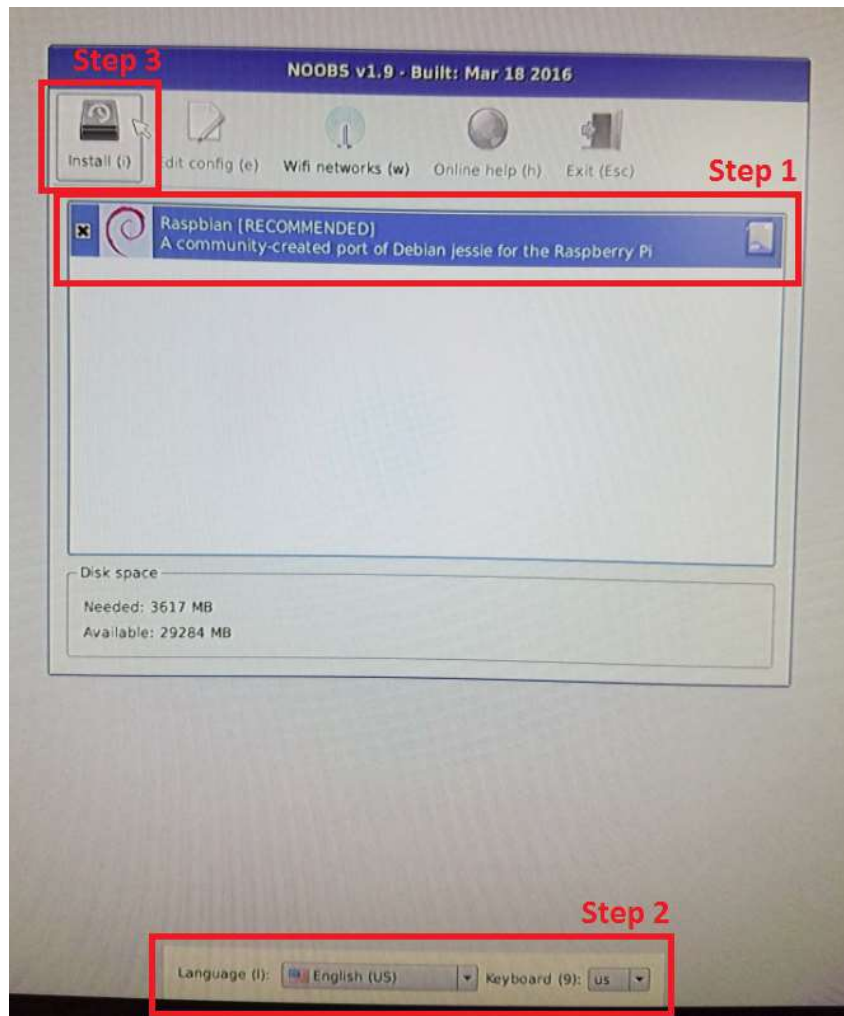 Step 3
NOOBS v1.9 - Built: Mar 18 2016
Install (i)
dit config (e)
Wifi networks (w)
Online help (h)
Exit (Esc)
Step 1
Raspbian [RECOMMENDED]
A community-created port of Debian jessie for the Raspberry Pi
Disk space
Needed: 3617 MB
Available: 29284 MB
Step 2
Language (l): English (US) Keyboard (9): us